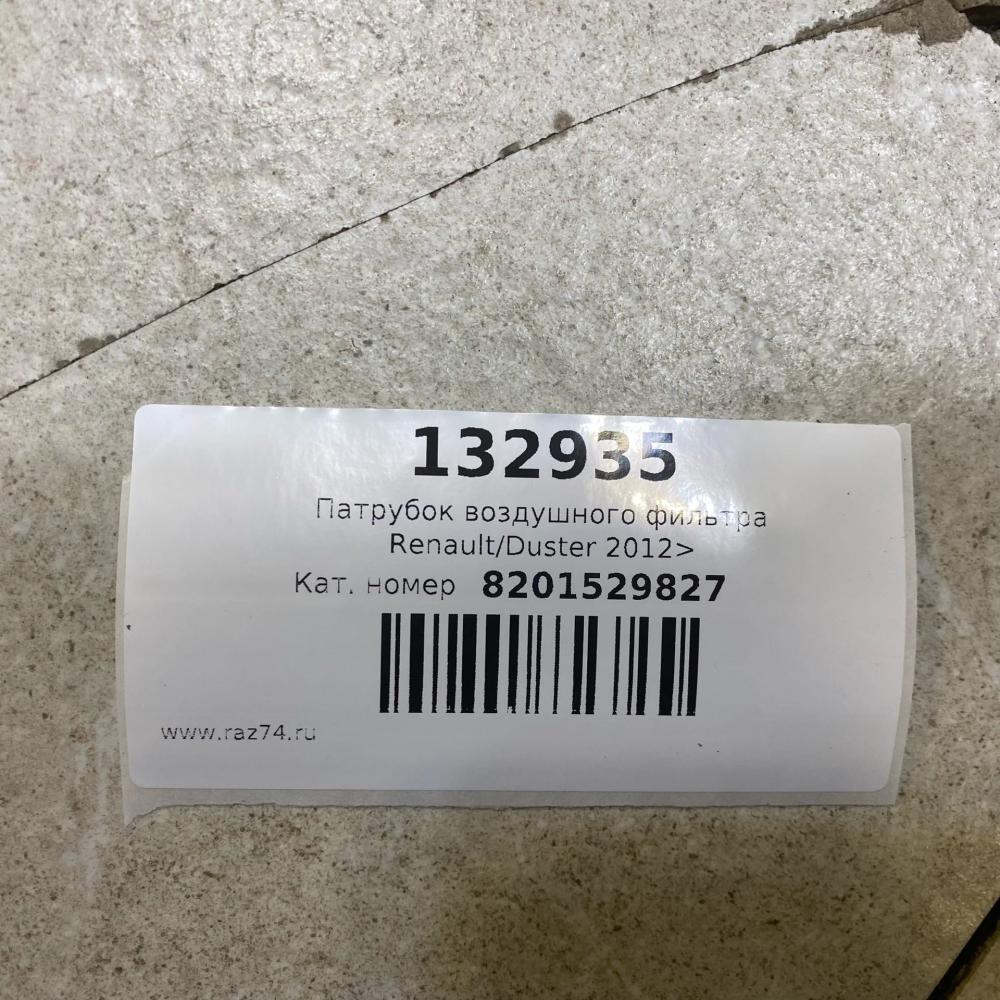 132935
Патрубок воздушного фильтра
Renault/Duster 2012>
Кат. номер 8201529827
www.raz74.ru